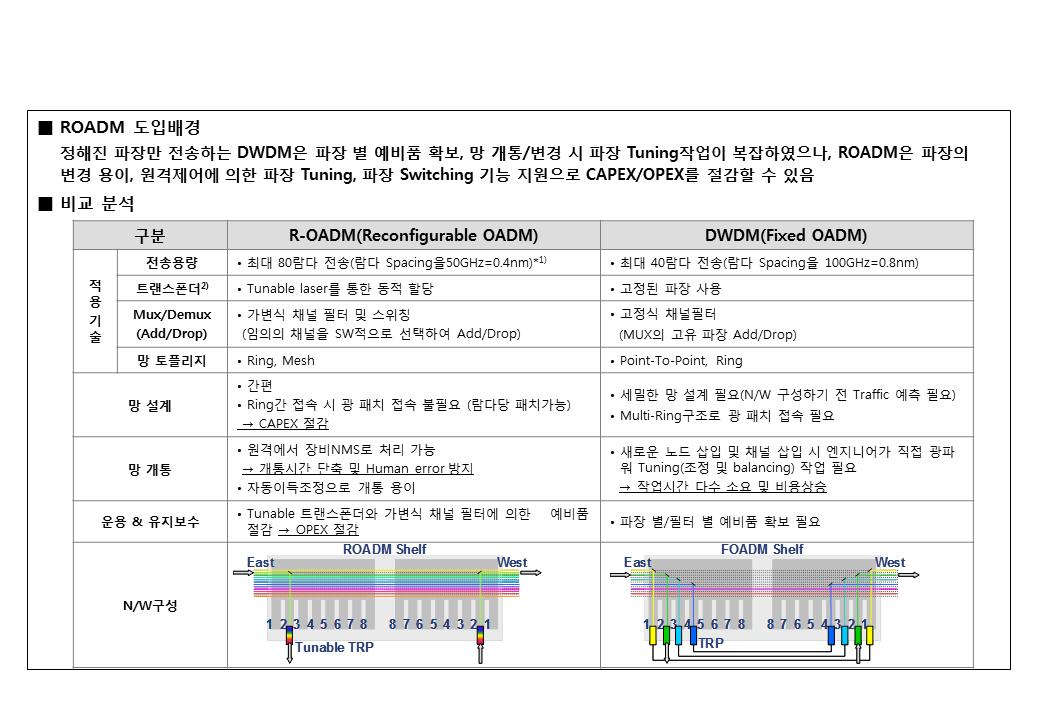 ■ ROADM 도입배경
정해진 파장만 전송하는 DWDM은 파장 별 예비품 확보, 망 개통/변경 시 파장 Tuning작업이 복잡하였으나, ROADM은 파장의
변경 용이, 원격제어에 의한 파장 Tuning, 파장 Switching 기능 지원으로 CAPEX/OPEX를 절감할 수 있음
■ 비교 분석
구분
R-OADM(Reconfigurable OADM)
DWDM(Fixed OADM)
적
용
기
술
전송용량
• 최대 80람다 전송(람다 Spacing을50GHz=0.4nm)*1)
• 최대 40람다 전송(람다 Spacing을 100GHz=0.8nm)
트랜스폰더2)
• Tunable laser를 통한 동적 할당
• 고정된 파장 사용
Mux/Demux
(Add/Drop)
• 가변식 채널 필터 및 스위칭
(임의의 채널을 SW적으로 선택하여 Add/Drop)
• 고정식 채널필터
(MUX의 고유 파장 Add/Drop)
망 토플리지
• Ring, Mesh
• Point-To-Point, Ring
망 설계
• 간편
• Ring간 접속 시 광 패치 접속 불필요 (람다당 패치가능)
→ CAPEX 절감
• 세밀한 망 설계 필요(N/W 구성하기 전 Traffic 예측 필요)
• Multi-Ring구조로 광 패치 접속 필요
망 개통
• 원격에서 장비NMS로 처리 가능
→ 개통시간 단축 및 Human error 방지
• 자동이득조정으로 개통 용이
• 새로운 노드 삽입 및 채널 삽입 시 엔지니어가 직접 광파
워 Tuning(조정 및 balancing) 작업 필요
→ 작업시간 다수 소요 및 비용상승
운용 & 유지보수
• Tunable 트랜스폰더와 가변식 채널 필터에 의한 예비품
절감 → OPEX 절감
• 파장 별/필터 별 예비품 확보 필요
N/W구성
ROADM Shelf
East
West
1 2 3 4 5 6 7 8 8 7 6 5 4 3 2 1
Tunable TRP
FOADM Shelf
East
West
1 2 3 4 5 6 7 8 8 7 6 5 4 3 2 1
TRP